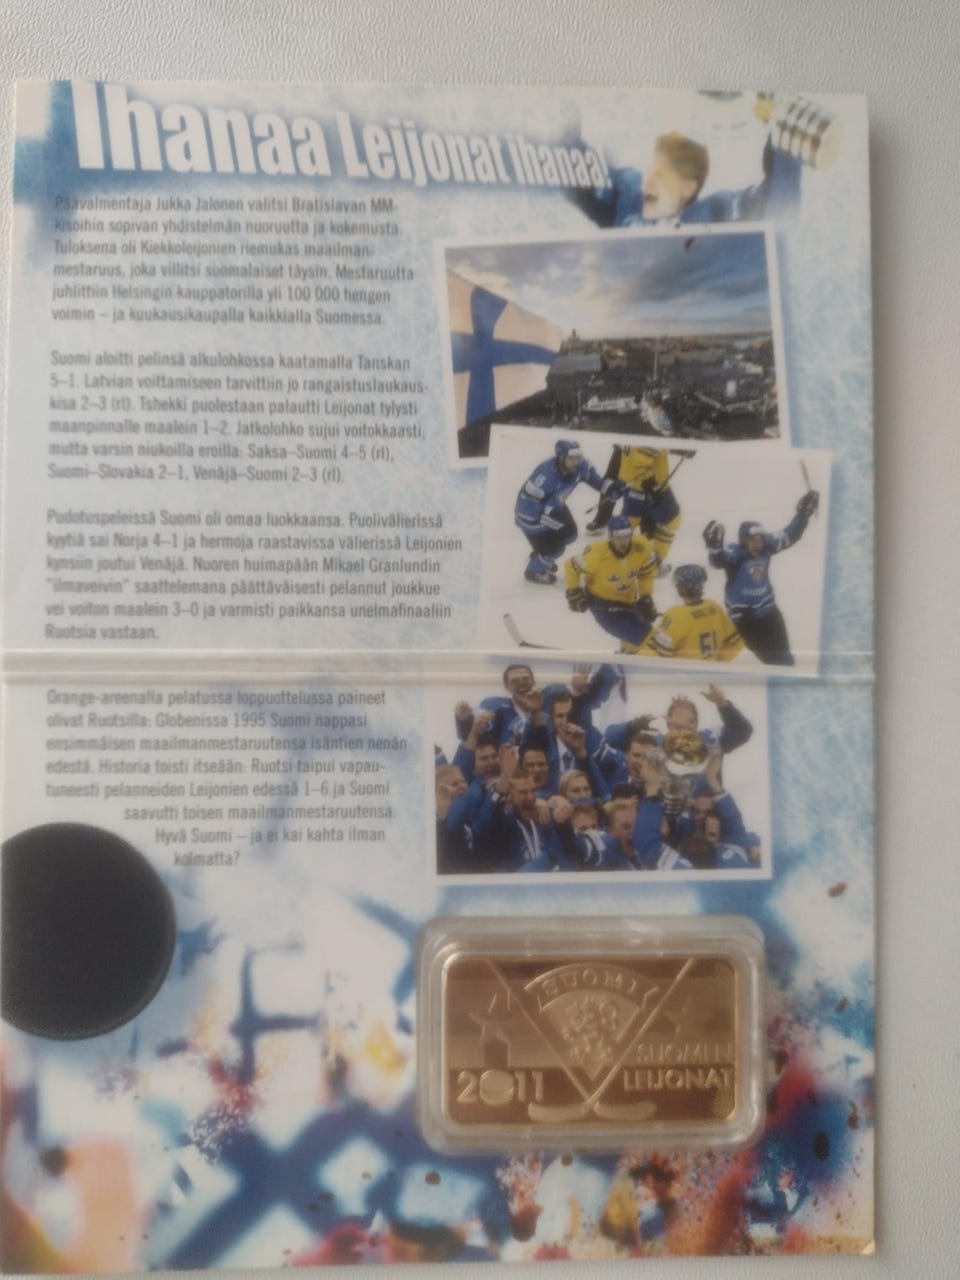 Ihanaa Leijonat ihanaa!
Päävalmentaja Jukka Jalonen valitsi Bratislavan MM-
kisoihin sopivan yhdistelmän nuoruutta ja kokemusta.
Tuloksena oli Kiekkoleijonien riemukas maailman-
mestaruus, joka villitsi suomalaiset täysin. Mestaruutta
juhlittiin Helsingin kauppatorilla yli 100 000 hengen
voimin – ja kuukausikaupalla kaikkialla Suomessa.
Suomi aloitti pelinsä alkulohkossa kaatamalla Tanskan
5–1. Latvian voittamiseen tarvittiin jo rangaistuslaukaus-
kisa 2–3 (rl). Tshekki puolestaan palautti Leijonat tylysti
maanpinnalle maalein 1–2. Jatkolohko sujui voitokkaasti,
mutta varsin niukoilla eroilla: Saksa–Suomi 4–5 (rl),
Suomi–Slovakia 2–1, Venäjä–Suomi 2–3 (rl).
Pudotuspeleissä Suomi oli omaa luokkaansa. Puolivälierissä
kyytiä sai Norja 4–1 ja hermoja raastavissa välierissä Leijonien
kynsiin joutui Venäjä. Nuoren huimapään Mikael Granlundin
"ilmaveivin" saattelemana päättäväisesti pelannut joukkue
vei voiton maalein 3–0 ja varmisti paikkansa unelmafinaaliin
Ruotsia vastaan.
Orange-areenalla pelatussa loppuottelussa paineet
olivat Ruotsilla: Globenissa 1995 Suomi nappasi
ensimmäisen maailmanmestaruutensa isäntien nenän
edestä. Historia toisti itseään: Ruotsi taipui vapau-
tuneesti pelanneiden Leijonien edessä 1–6 ja Suomi
saavutti toisen maailmanmestaruutensa.
Hyvä Suomi – ja ei kai kahta ilman
kolmatta?
15
SUOMI
51
SUOMI
2011
SUOMEN
LEIJONAT